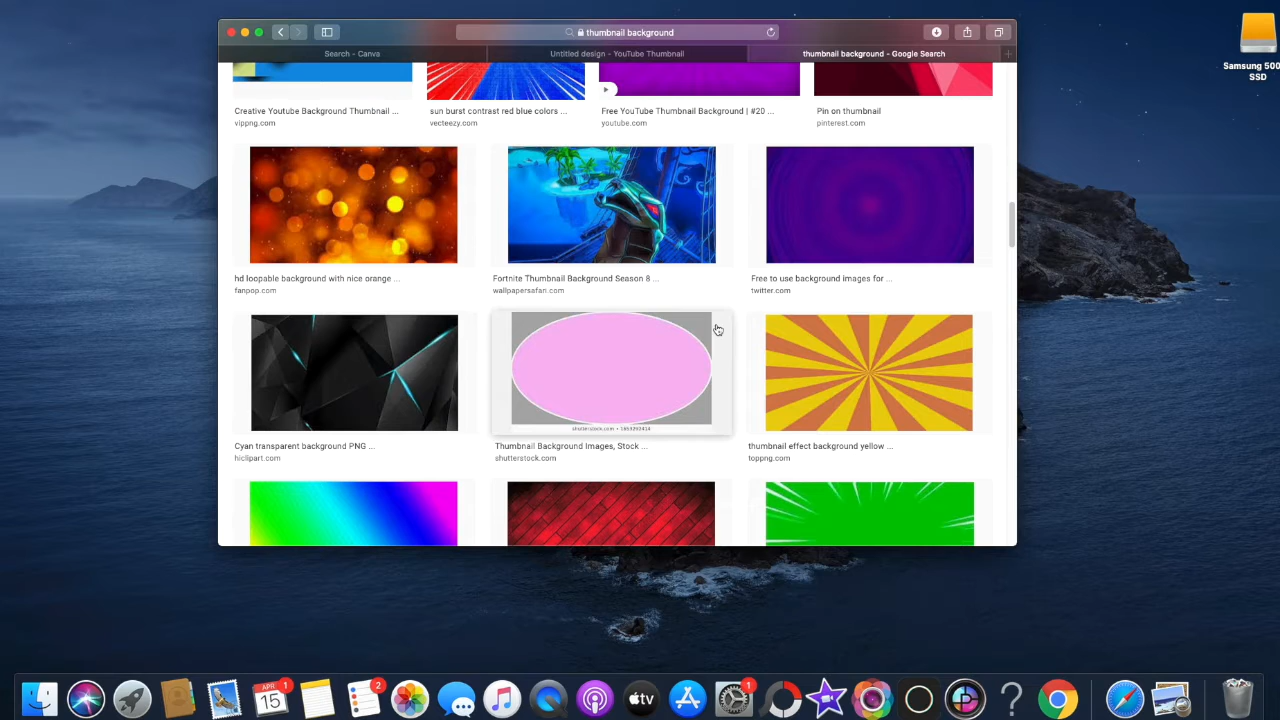 thumbnail background
Search - Canva
Untitled design - YouTube Thumbnail
thumbnail background - Google Search
Creative Youtube Background Thumbnail ...
vippng.com
sun burst contrast red blue colors ...
vecteezy.com
Free YouTube Thumbnail Background | #20 ...
youtube.com
Pin on thumbnail
pinterest.com
hd loopable background with nice orange ...
fanpop.com
Fortnite Thumbnail Background Season 8 ...
wallpapersafari.com
Free to use background images for ...
twitter.com
Cyan transparent background PNG ...
hiclipart.com
Thumbnail Background Images, Stock ...
shutterstock.com
thumbnail effect background yellow ...
toppng.com
Samsung 500
SSD
APR
15
1
2
tv
1